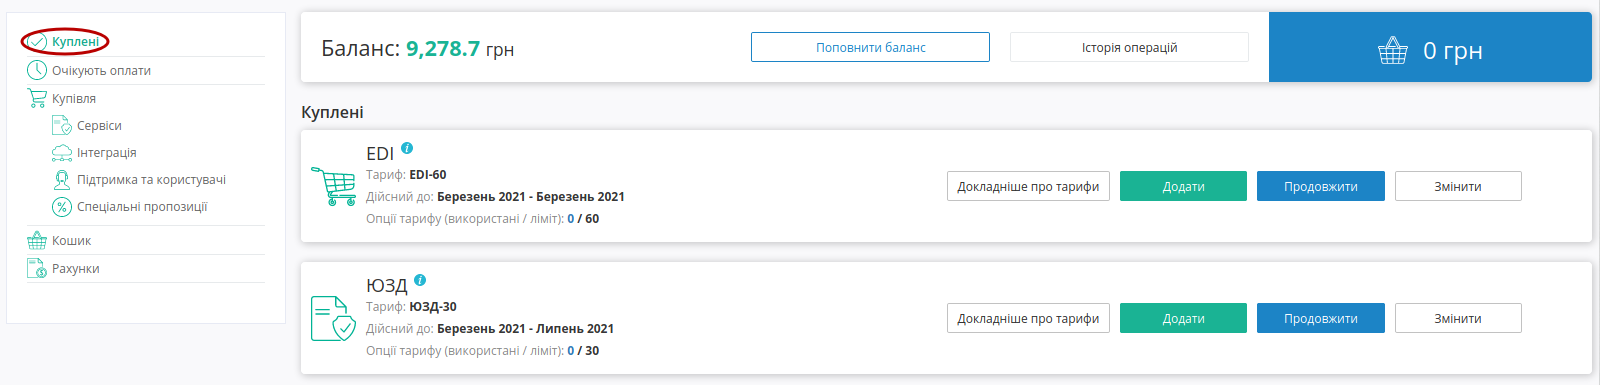 Куплені
Очікують оплати
Купівля
Сервіси
Інтеграція
Підтримка та користувачі
Спеціальні пропозиції
Кошик
Рахунки
Баланс: 9,278.7 грн
Поповнити баланс
Історія операцій
0 грн
Куплені
EDI i
Тариф: EDI-60
Дійсний до: Березень 2021 - Березень 2021
Опції тарифу (використані / ліміт): 0 / 60
Докладніше про тарифи
Додати
Продовжити
Змінити
ЮЗД i
Тариф: ЮЗД-30
Дійсний до: Березень 2021 - Липень 2021
Опції тарифу (використані / ліміт): 0 / 30
Докладніше про тарифи
Додати
Продовжити
Змінити